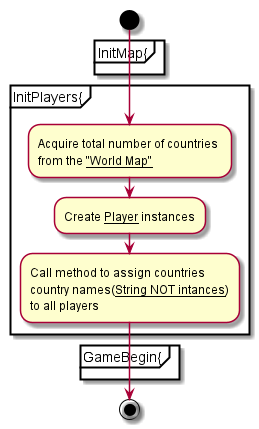 InitMap{
InitPlayers{
Acquire total number of countries
from the "World Map"
Create Player instances
Call method to assign countries
country names(String NOT intances)
to all players
GameBegin{